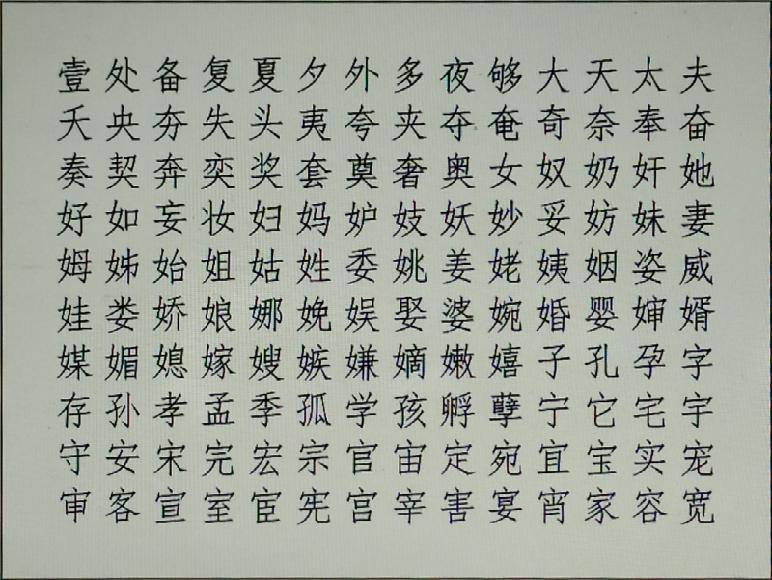 壹处备复夏夕外多夜够大天太夫
夭央夯失头夷夸夹夺奄奇奈奉奋
奏契奔奕奖套奠奢奥女奴奶奸她
好如妄妆妇妈妒妓妖妙妥妨妹妻
姆姊始姐姑姓委姚姜姥姨姻姿威
娃娄娇娘娜娩娱娶婆婉婚婴婶婿
媒媚媳嫁嫂嫉嫌嫡嫩嬉子孔孕字
存孙孝孟季孤学孩孵孽宁它宅宇
守安宋完宏宗官宙定宛宜宝实宠
审客宣室宦宪宫宰害宴宵家容宽